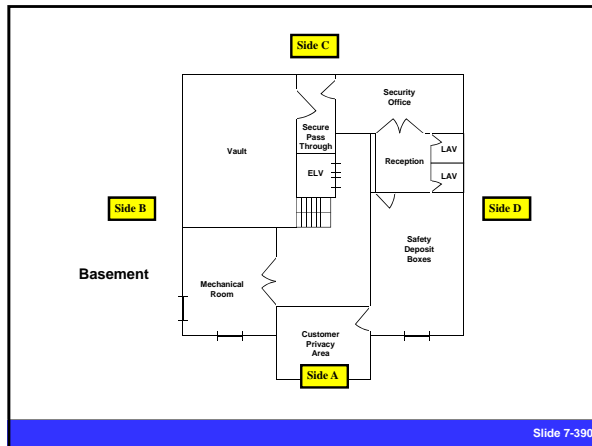 Side C
Security
Office
Secure
Pass
Through
Vault
Reception
LAV
LAV
ELV
Side B
Side D
Safety
Deposit
Boxes
Basement
Mechanical
Room
Customer
Privacy
Area
Side A
Slide 7-390